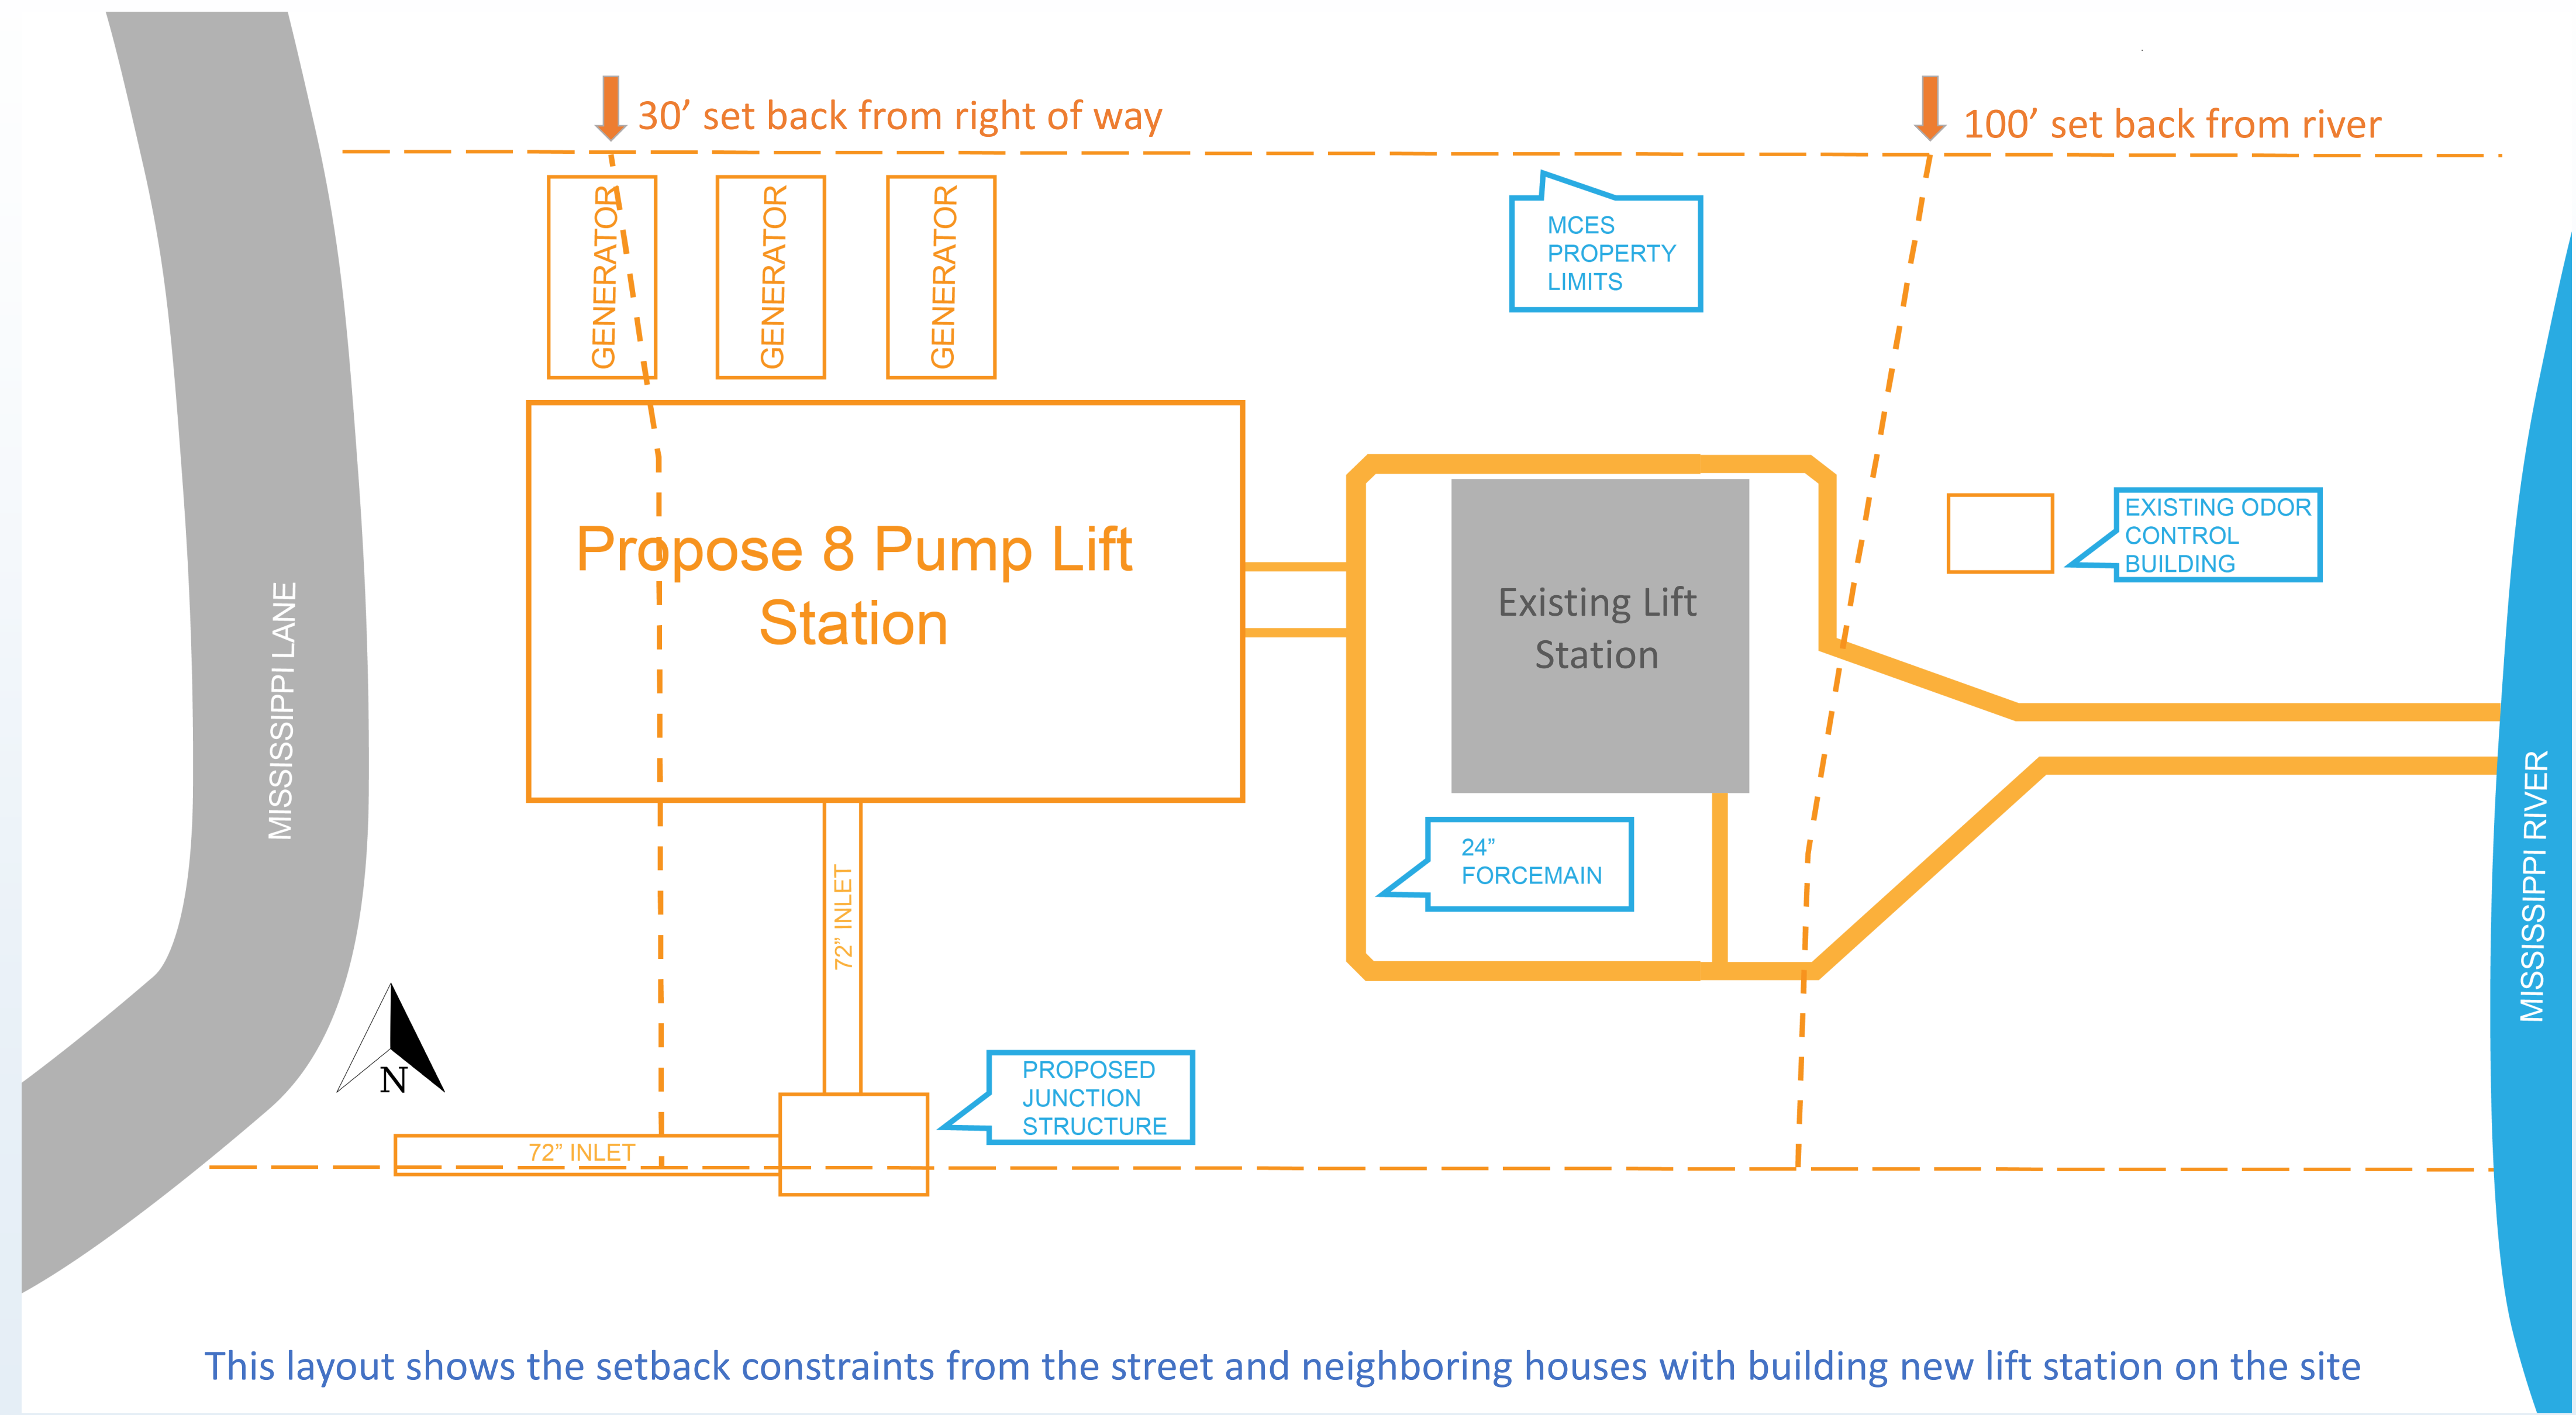 30’ set back from right of way
100’ set back from river
GENERATOR
GENERATOR
GENERATOR
MCES
PROPERTY
LIMITS
Propose 8 Pump Lift
Station
Existing Lift
Station
EXISTING ODOR
CONTROL
BUILDING
MISSISSIPPI LANE
24”
FORCEMAIN
72” INLET
MISSISSIPPI RIVER
N
PROPOSED
JUNCTION
STRUCTURE
72” INLET
This layout shows the setback constraints from the street and neighboring houses with building new lift station on the site